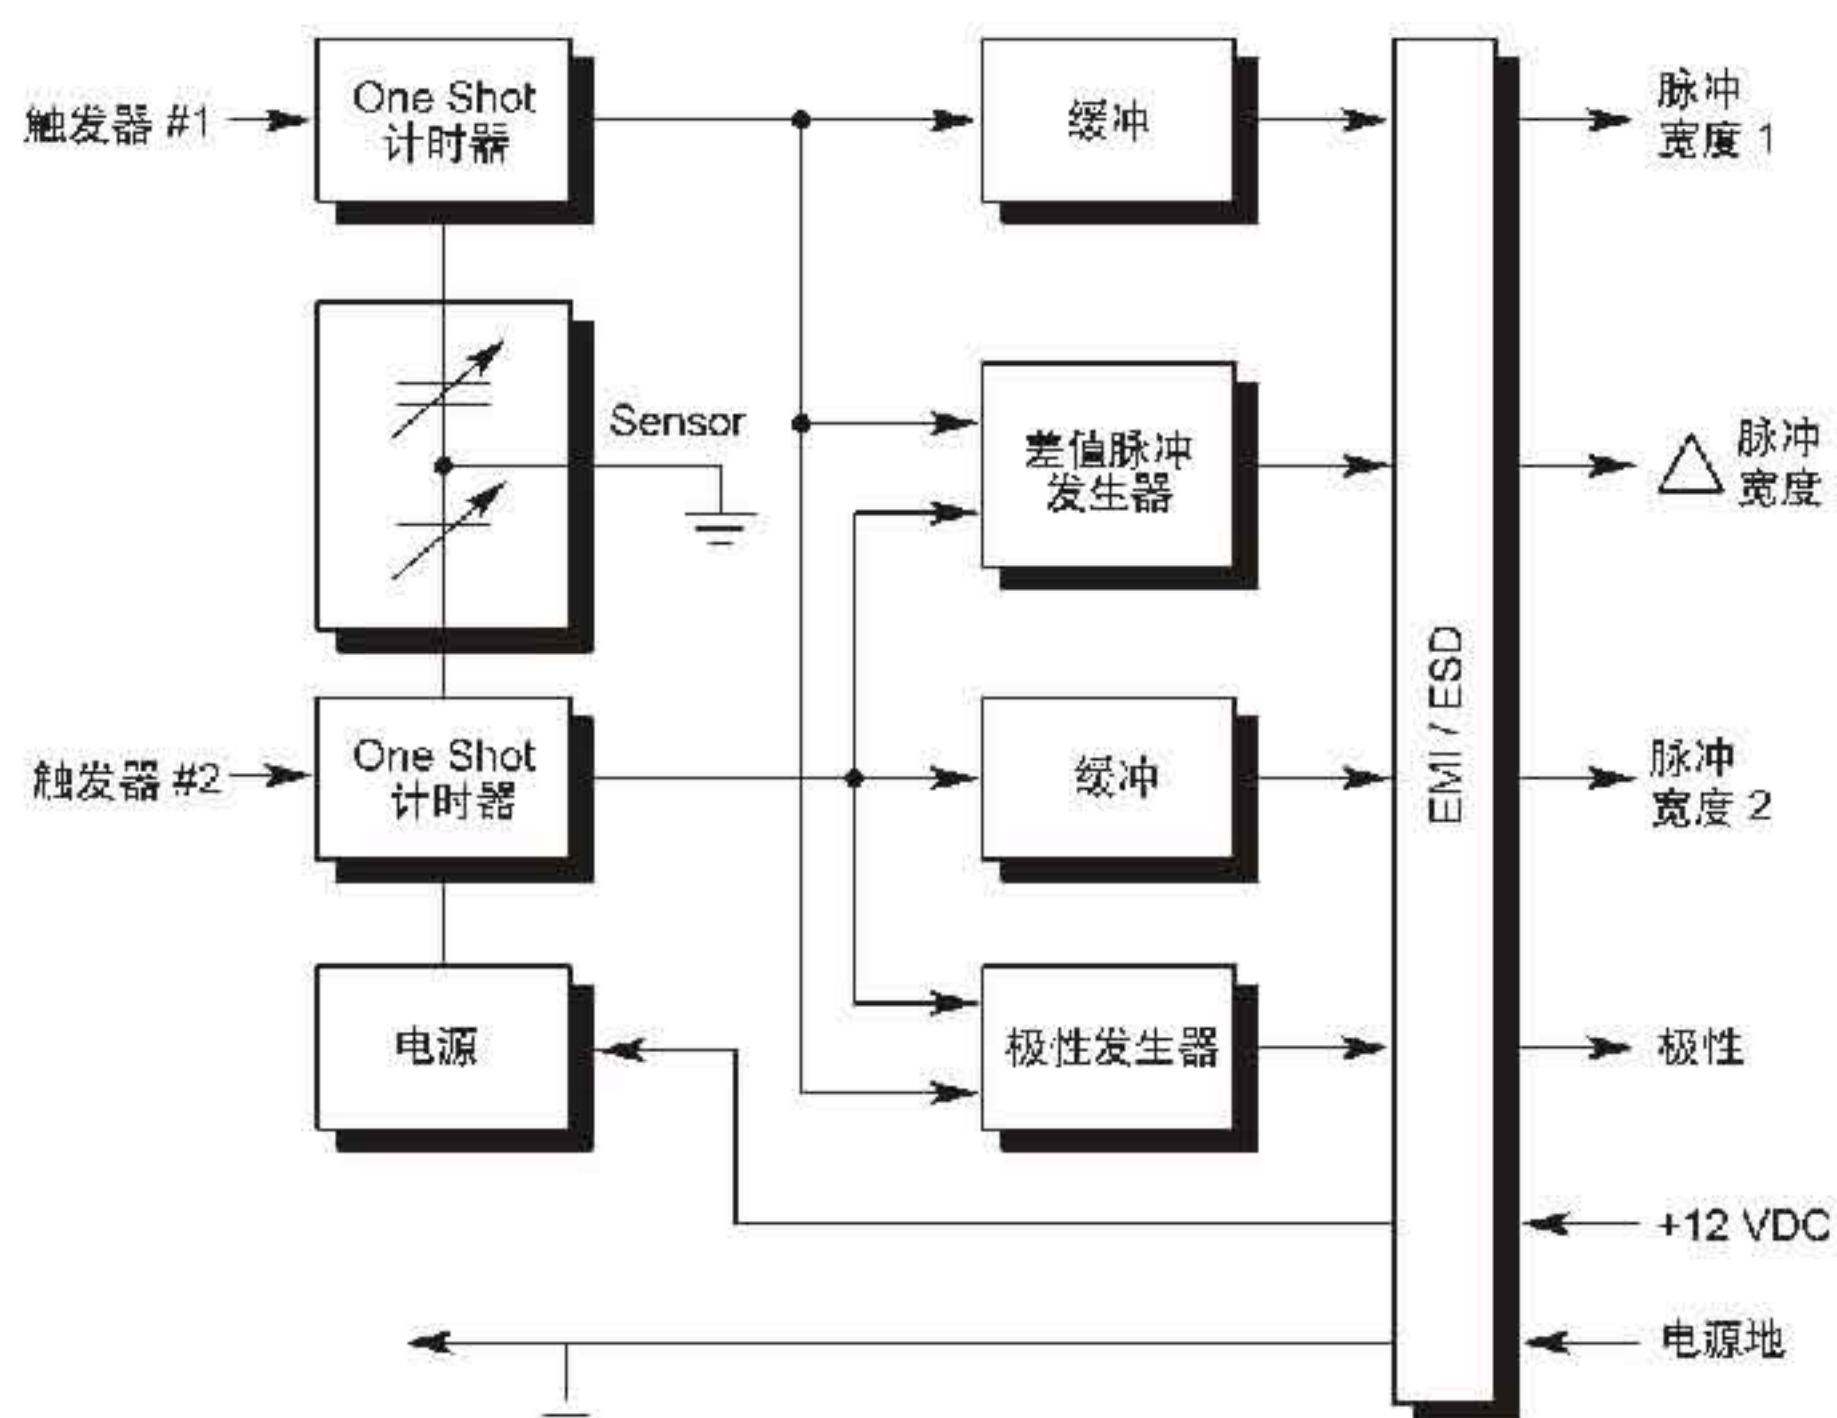 触发器 #1
One Shot
计时器
缓冲
脉冲
宽度 1
Sensor
差值脉冲
发生器
△ 脉冲
宽度
EMI / ESD
触发器 #2
One Shot
计时器
缓冲
脉冲
宽度 2
电源
极性发生器
极性
+12 VDC
电源地